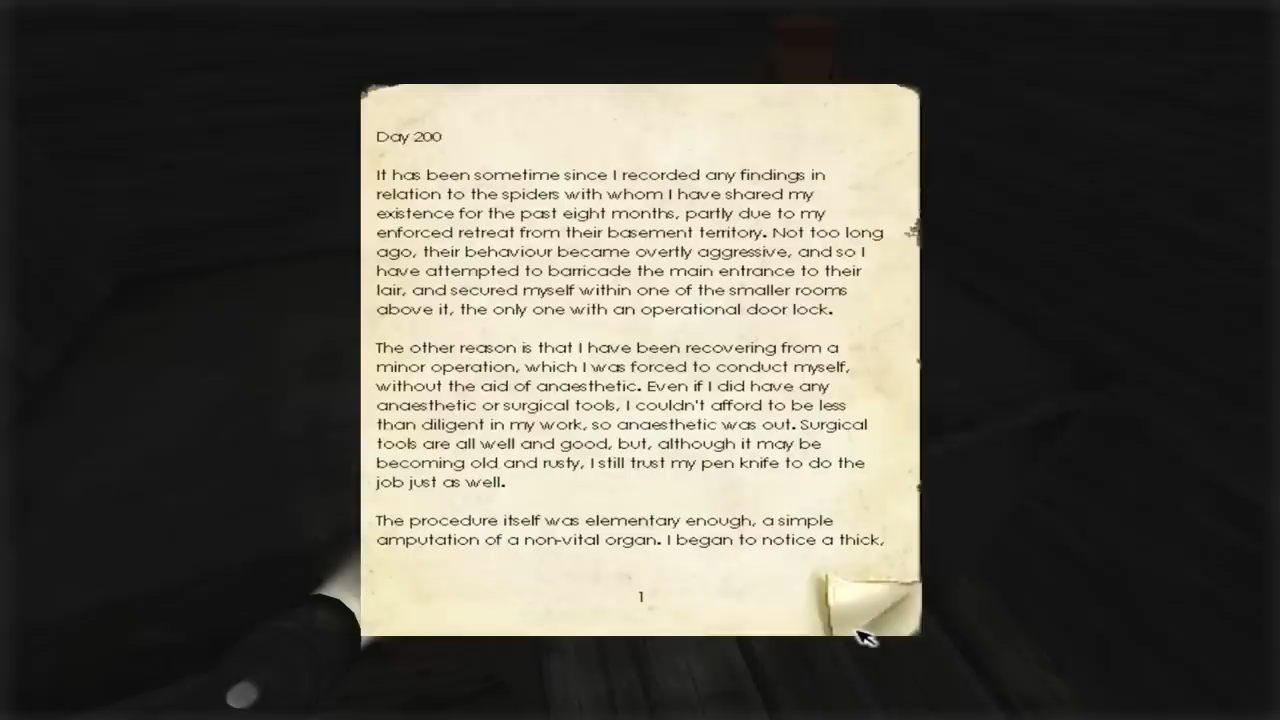 Day 200
It has been sometime since I recorded any findings in
relation to the spiders with whom I have shared my
existence for the past eight months, partly due to my
enforced retreat from their basement territory. Not too long
ago, their behaviour became overtly aggressive, and so I
have attempted to barricade the main entrance to their
lair, and secured myself within one of the smaller rooms
above it, the only one with an operational door lock.
The other reason is that I have been recovering from a
minor operation, which I was forced to conduct myself,
without the aid of anaesthetic. Even if I did have any
anaesthetic or surgical tools, I couldn't afford to be less
than diligent in my work, so anaesthetic was out. Surgical
tools are all well and good, but, although it may be
becoming old and rusty, I still trust my pen knife to do the
job just as well.
The procedure itself was elementary enough, a simple
amputation of a non-vital organ. I began to notice a thick,
1